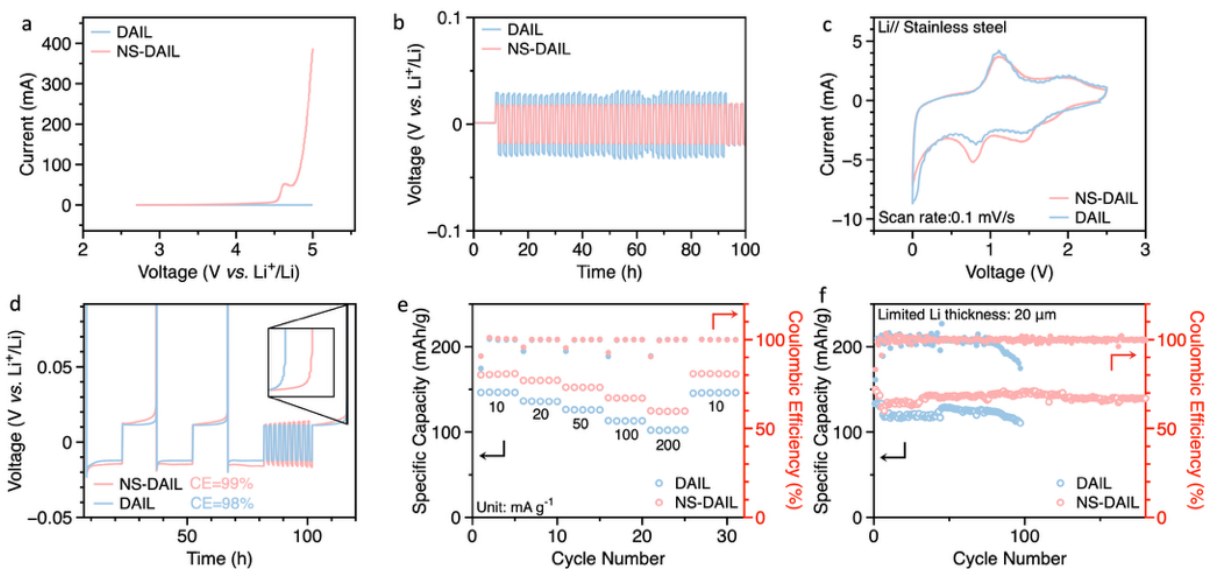 a
DAIL
NS-DAIL
400
300
200
100
0
Current (mA)
2
3
4
5
Voltage (V vs. Li⁺/Li)
b
DAIL
NS-DAIL
0.1
0
−0.1
Voltage (V vs. Li⁺/Li)
0
20
40
60
80
100
Time (h)
c
Li// Stainless steel
5
0
−5
−10
Current (mA)
NS-DAIL
DAIL
Scan rate:0.1 mV/s
0
1
2
3
Voltage (V)
d
0.05
0
−0.05
Voltage (V vs. Li⁺/Li)
NS-DAIL CE=99%
DAIL CE=98%
50
100
Time (h)
e
200
150
100
50
0
Specific Capacity (mAh/g)
10
20
50
100
200
10
DAIL
NS-DAIL
Unit: mA g⁻¹
0
10
20
30
Cycle Number
100
50
0
Coulombic Efficiency (%)
f
Limited Li thickness: 20 μm
200
150
100
50
0
Specific Capacity (mAh/g)
DAIL
NS-DAIL
0
100
Cycle Number
100
50
0
Coulombic Efficiency (%)